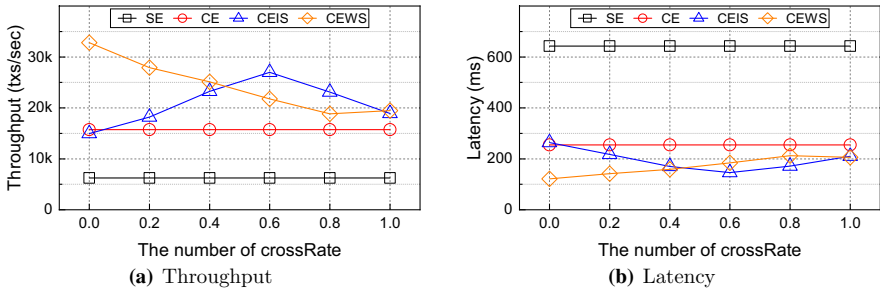 SE CE CEIS CEWS
Throughput (txs/sec)
30k
20k
10k
0
0.0 0.2 0.4 0.6 0.8 1.0
The number of crossRate
(a) Throughput
SE CE CEIS CEWS
Latency (ms)
600
400
200
0
0.0 0.2 0.4 0.6 0.8 1.0
The number of crossRate
(b) Latency